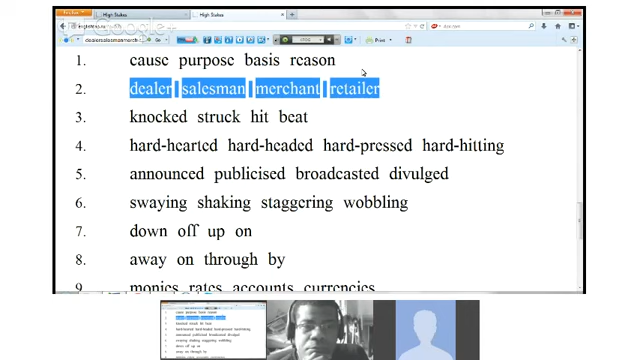 High Stakes
High Stakes
Print
1. cause purpose basis reason
2. dealer salesman merchant retailer
3. knocked struck hit beat
4. hard-hearted hard-headed hard-pressed hard-hitting
5. announced publicised broadcasted divulged
6. swaying shaking staggering wobbling
7. down off up on
8. away on through by
9. monies rates accounts currencies